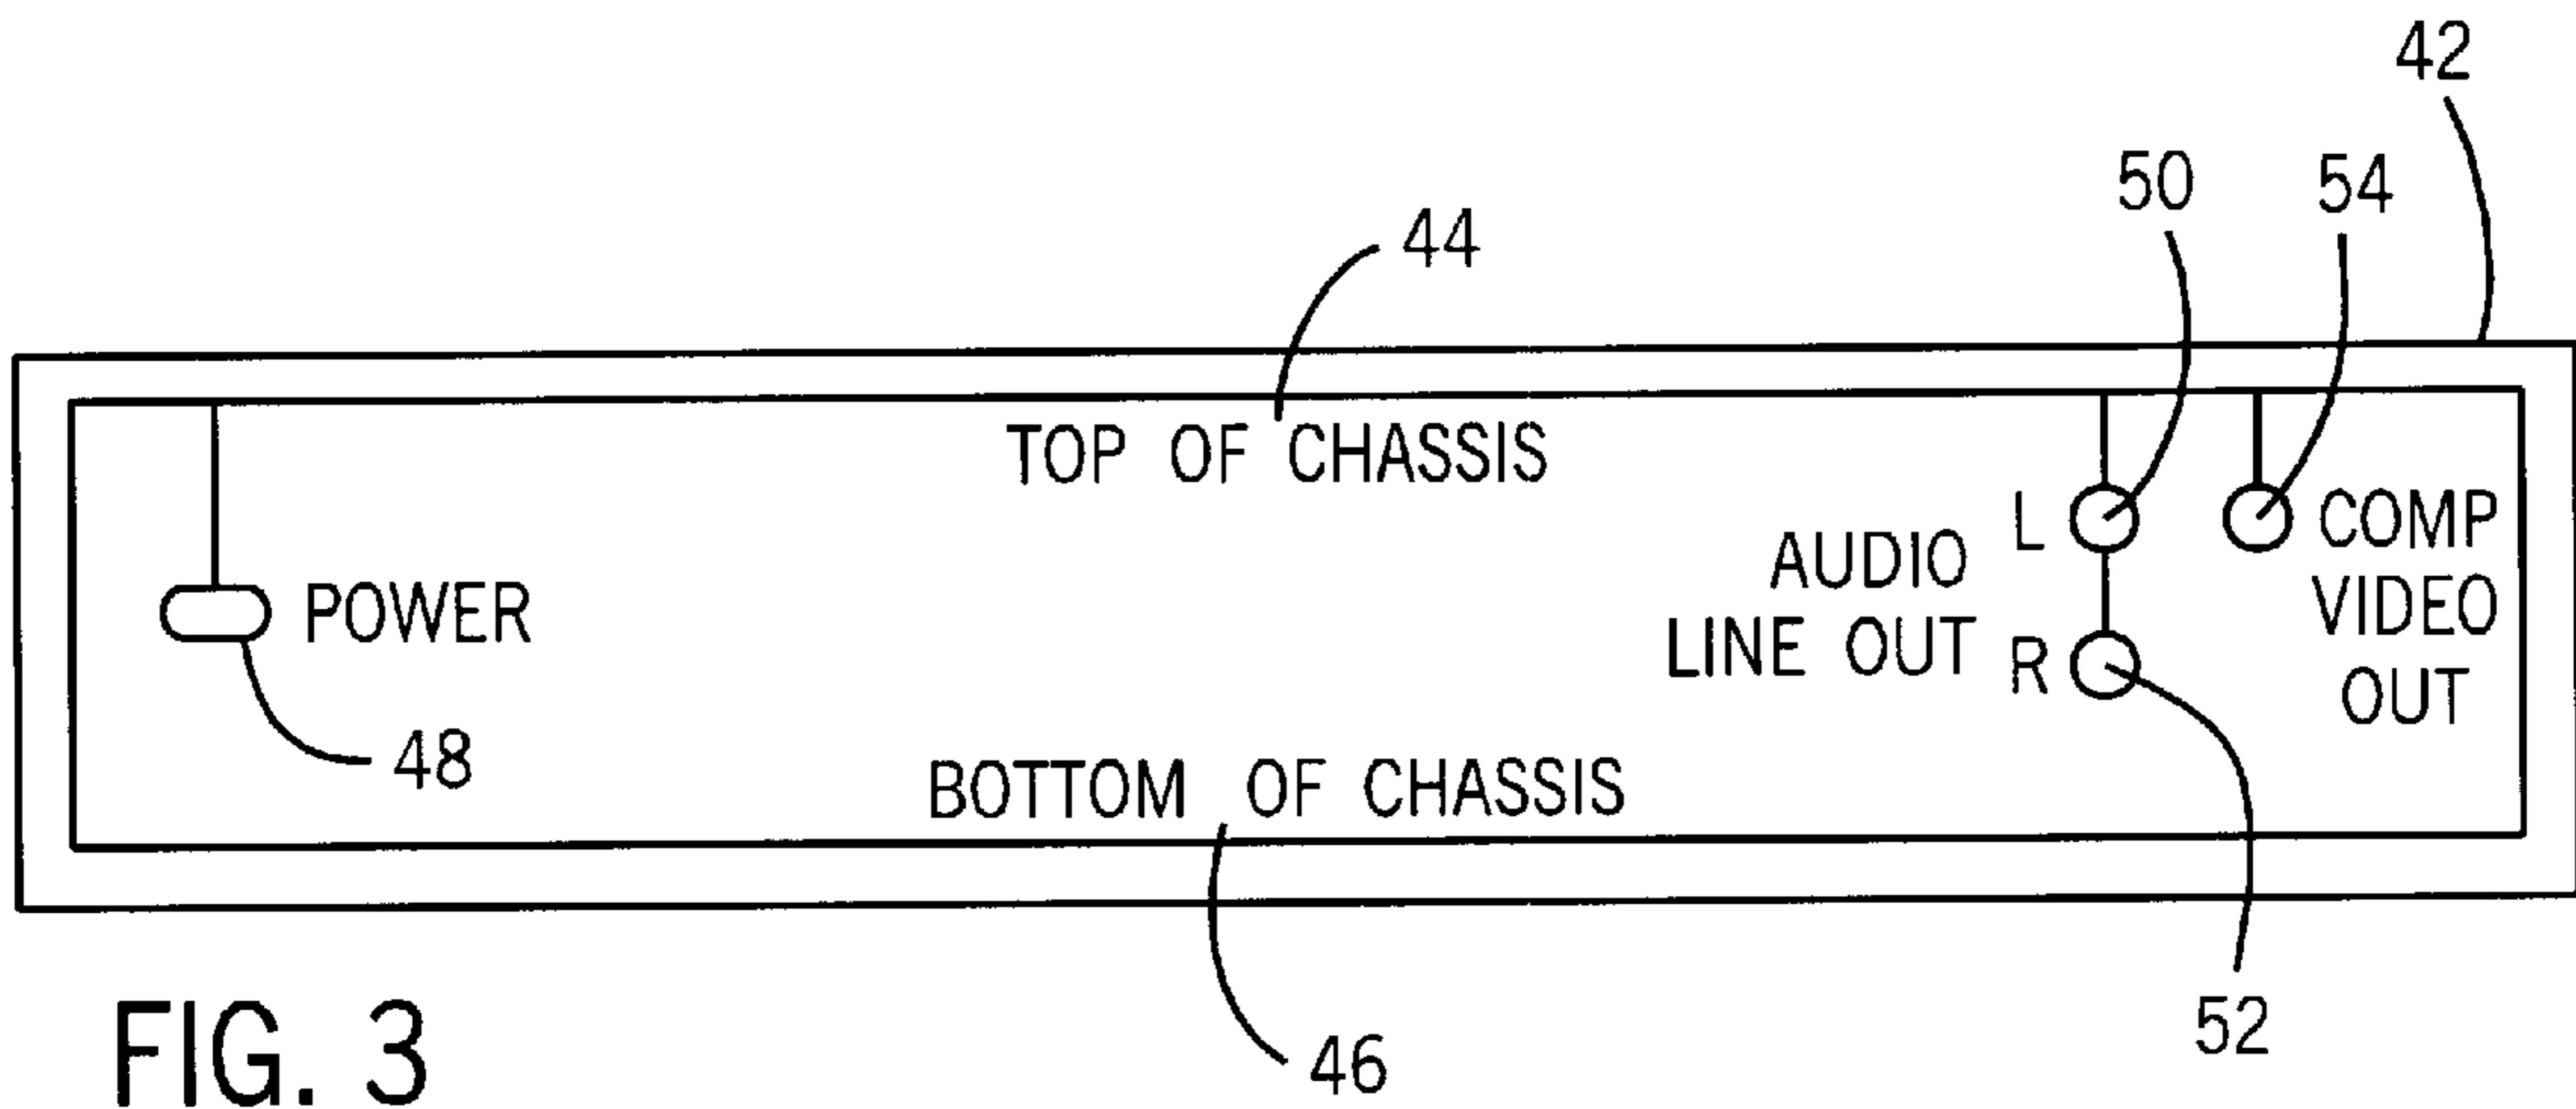 42
50 54
44
TOP OF CHASSIS
L COMP
AUDIO VIDEO
POWER
LINE OUT R OUT
48
BOTTOM OF CHASSIS
52
46
FIG. 3